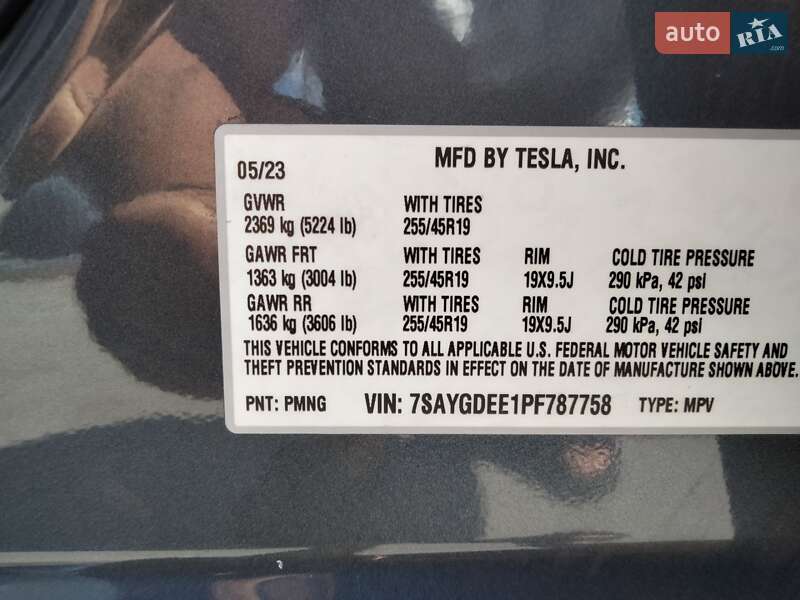 auto RIA .com
05/23 MFD BY TESLA, INC.
GVWR WITH TIRES
2369 kg (5224 lb) 255/45R19
GAWR FRT WITH TIRES RIM COLD TIRE PRESSURE
1363 kg (3004 lb) 255/45R19 19X9.5J 290 kPa, 42 psi
GAWR RR WITH TIRES RIM COLD TIRE PRESSURE
1636 kg (3606 lb) 255/45R19 19X9.5J 290 kPa, 42 psi
THIS VEHICLE CONFORMS TO ALL APPLICABLE U.S. FEDERAL MOTOR VEHICLE SAFETY AND
THEFT PREVENTION STANDARDS IN EFFECT ON THE DATE OF MANUFACTURE SHOWN ABOVE.
PNT: PMNG VIN: 7SAYGDEE1PF787758 TYPE: MPV